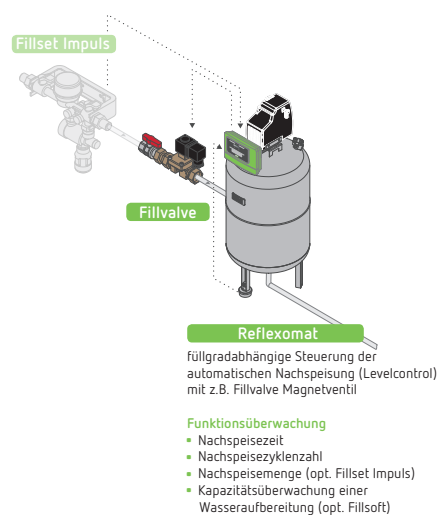 Fillset Impuls
Fillvalve
Reflexomat
füllgradabhängige Steuerung der
automatischen Nachspeisung (Levelcontrol)
mit z.B. Fillvalve Magnetventil
Funktionsüberwachung
▪ Nachspeisezeit
▪ Nachspeisezyklenzahl
▪ Nachspeisemenge (opt. Fillset Impuls)
▪ Kapazitätsüberwachung einer
Wasseraufbereitung (opt. Fillsoft)